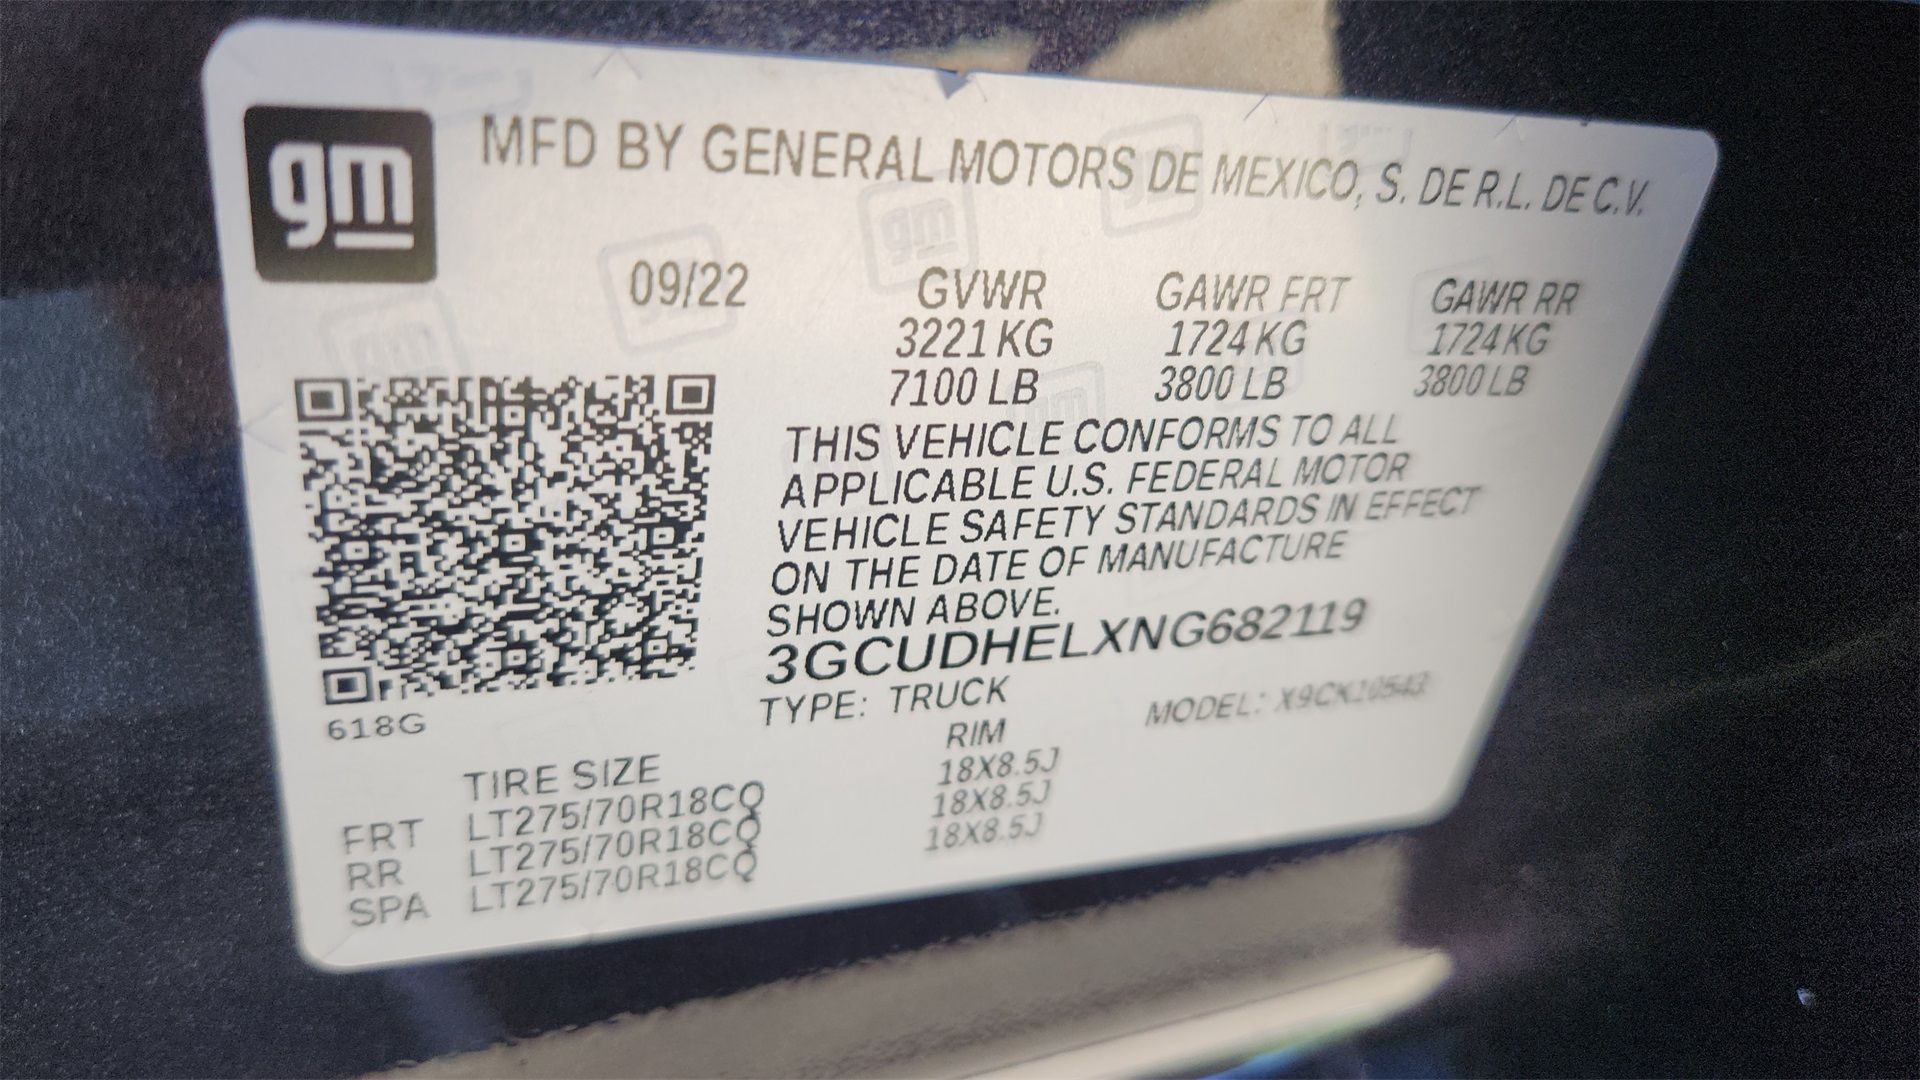 gm
MFD BY GENERAL MOTORS DE MEXICO, S. DE R.L. DE C.V.
09/22 GVWR GAWR FRT GAWR RR
3221 KG 1724 KG 1724 KG
7100 LB 3800 LB 3800 LB
THIS VEHICLE CONFORMS TO ALL
APPLICABLE U.S. FEDERAL MOTOR
VEHICLE SAFETY STANDARDS IN EFFECT
ON THE DATE OF MANUFACTURE
SHOWN ABOVE.
3GCUDHELXNG682119
TYPE: TRUCK MODEL: X9CK10543
618G
TIRE SIZE RIM
FRT LT275/70R18CQ 18X8.5J
RR LT275/70R18CQ 18X8.5J
SPA LT275/70R18CQ 18X8.5J